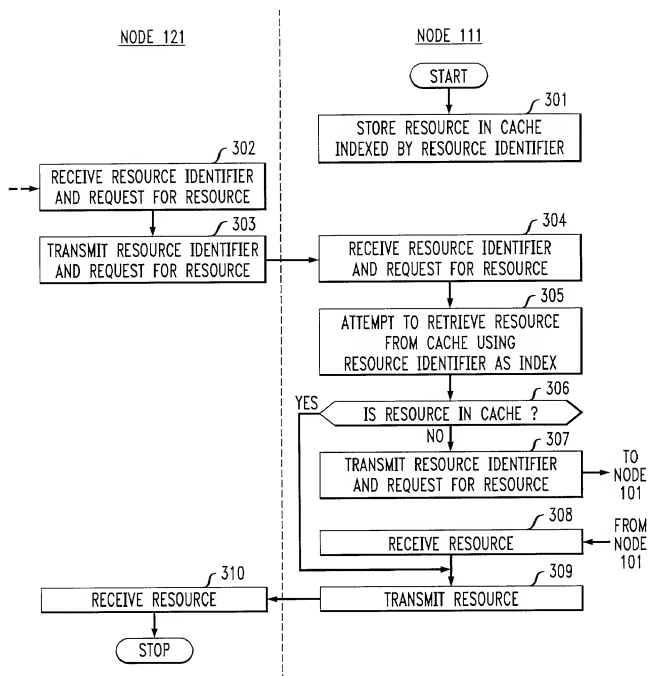 NODE 121
NODE 111
START
301
STORE RESOURCE IN CACHE
INDEXED BY RESOURCE IDENTIFIER
302
RECEIVE RESOURCE IDENTIFIER
AND REQUEST FOR RESOURCE
303
TRANSMIT RESOURCE IDENTIFIER
AND REQUEST FOR RESOURCE
304
RECEIVE RESOURCE IDENTIFIER
AND REQUEST FOR RESOURCE
305
ATTEMPT TO RETRIEVE RESOURCE
FROM CACHE USING
RESOURCE IDENTIFIER AS INDEX
306
YES
IS RESOURCE IN CACHE ?
NO
307
TRANSMIT RESOURCE IDENTIFIER
AND REQUEST FOR RESOURCE
TO
NODE
101
308
RECEIVE RESOURCE
FROM
NODE
101
309
TRANSMIT RESOURCE
310
RECEIVE RESOURCE
STOP